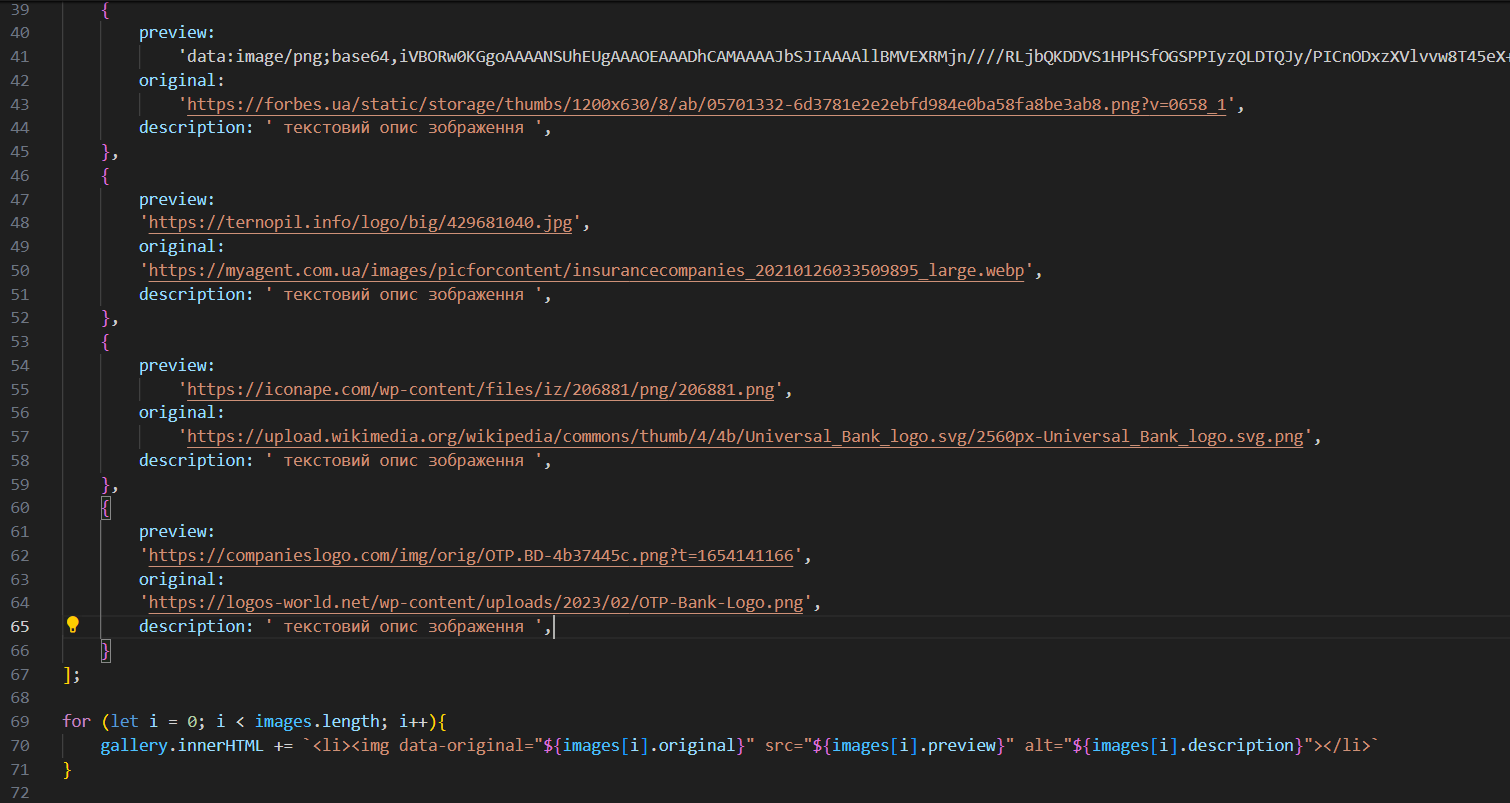 39 {
40 preview:
41 'data:image/png;base64,iVBORw0KGgoAAAANSUhEUgAAAOEAAADhCAMAAAAJbSJIAAAAllBMVEXRMjn////RLjbQKDDVS1HPHSfOGSPPIyzQLDTQJy/PICnODxzXVlvvw8T45eX+
42 original:
43 'https://forbes.ua/static/storage/thumbs/1200x630/8/ab/05701332-6d3781e2e2ebfd984e0ba58fa8be3ab8.png?v=0658_1',
44 description: ' текстовий опис зображення ',
45 },
46 {
47 preview:
48 'https://ternopil.info/logo/big/429681040.jpg',
49 original:
50 'https://myagent.com.ua/images/picforcontent/insurancecompanies_20210126033509895_large.webp',
51 description: ' текстовий опис зображення ',
52 },
53 {
54 preview:
55 'https://iconape.com/wp-content/files/iz/206881/png/206881.png',
56 original:
57 'https://upload.wikimedia.org/wikipedia/commons/thumb/4/4b/Universal_Bank_logo.svg/2560px-Universal_Bank_logo.svg.png',
58 description: ' текстовий опис зображення ',
59 },
60 {
61 preview:
62 'https://companieslogo.com/img/orig/OTP.BD-4b37445c.png?t=1654141166',
63 original:
64 'https://logos-world.net/wp-content/uploads/2023/02/OTP-Bank-Logo.png',
65 description: ' текстовий опис зображення ',
66 }
67 ];
68
69 for (let i = 0; i < images.length; i++){
70 gallery.innerHTML += `<li><img data-original="${images[i].original}" src="${images[i].preview}" alt="${images[i].description}"></li>`
71 }
72